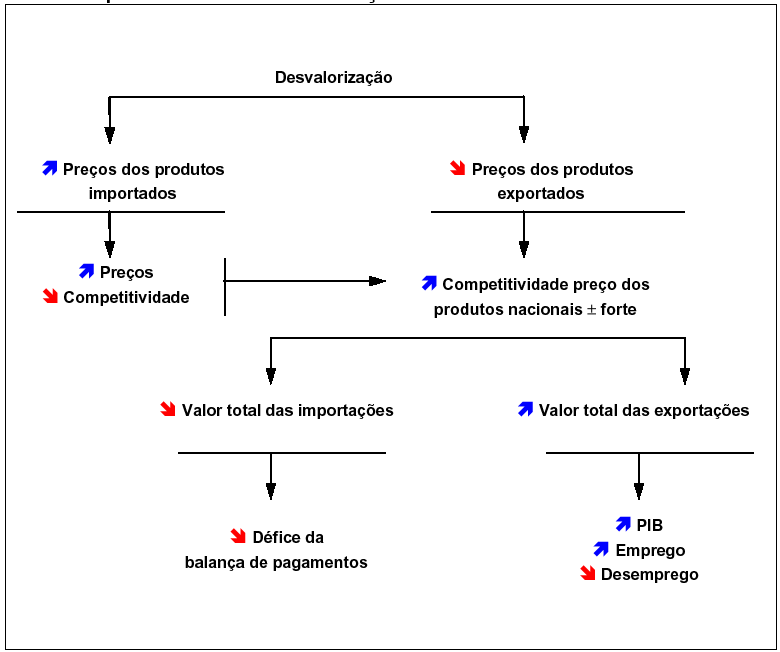 Desvalorização
Preços dos produtos
importados
Preços dos produtos
exportados
Preços
Competitividade
Competitividade preço dos
produtos nacionais ± forte
Valor total das importações
Valor total das exportações
Défice da
balança de pagamentos
PIB
Emprego
Desemprego